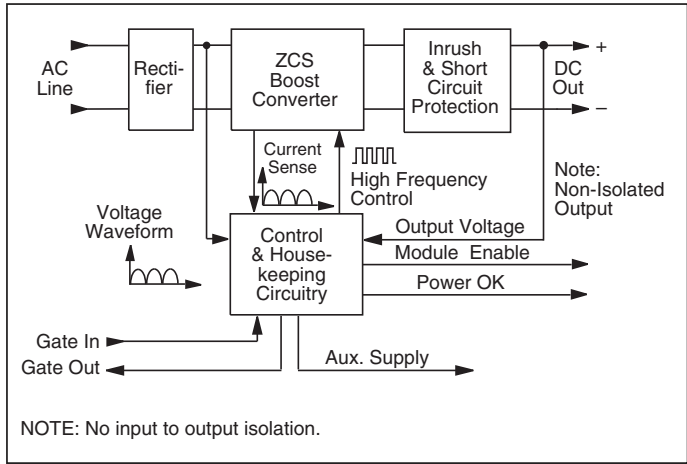 AC
Line
Recti-
fier
ZCS
Boost
Converter
Inrush
& Short
Circuit
Protection
+
DC
Out
–
Current
Sense
High Frequency
Control
Note:
Non-Isolated
Output
Voltage
Waveform
Control
& House-
keeping
Circuitry
Output Voltage
Module Enable
Power OK
Gate In
Gate Out
Aux. Supply
NOTE: No input to output isolation.